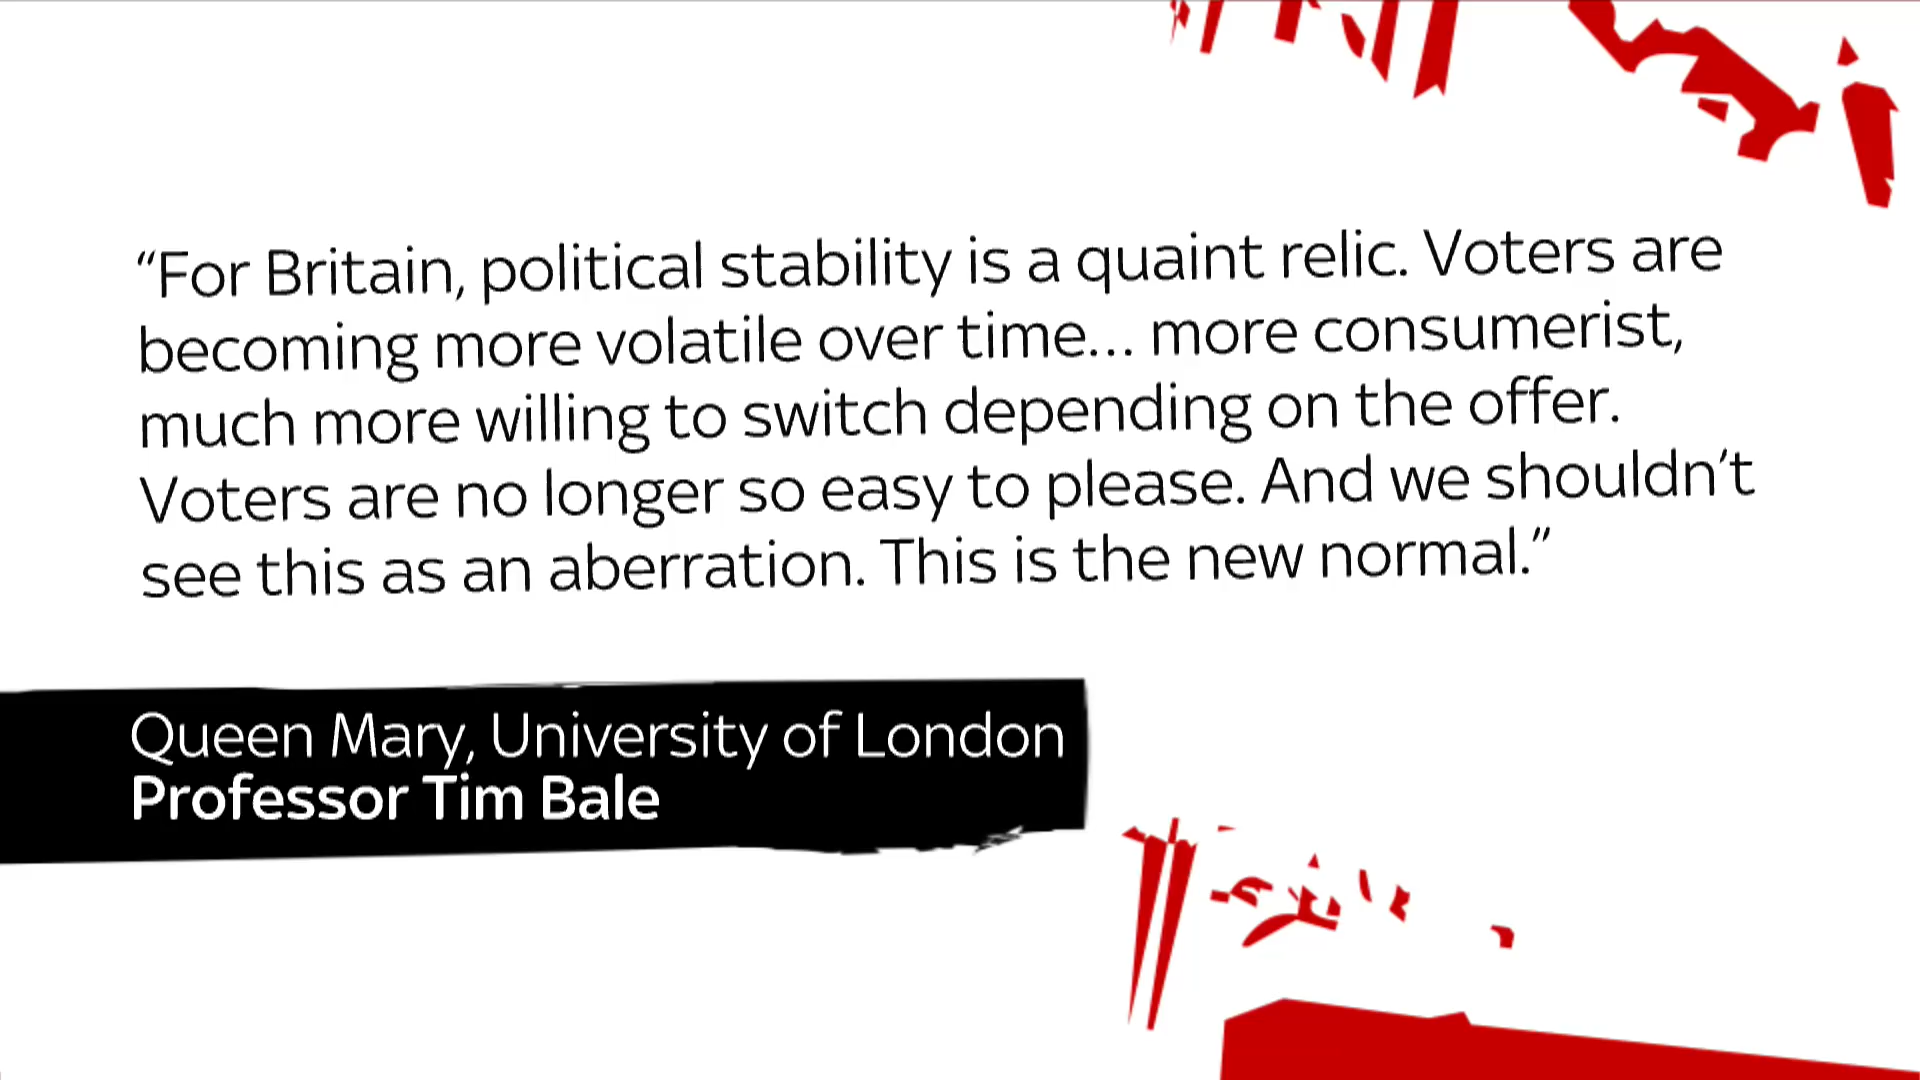 “For Britain, political stability is a quaint relic. Voters are
becoming more volatile over time... more consumerist,
much more willing to switch depending on the offer.
Voters are no longer so easy to please. And we shouldn’t
see this as an aberration. This is the new normal.”
Queen Mary, University of London
Professor Tim Bale